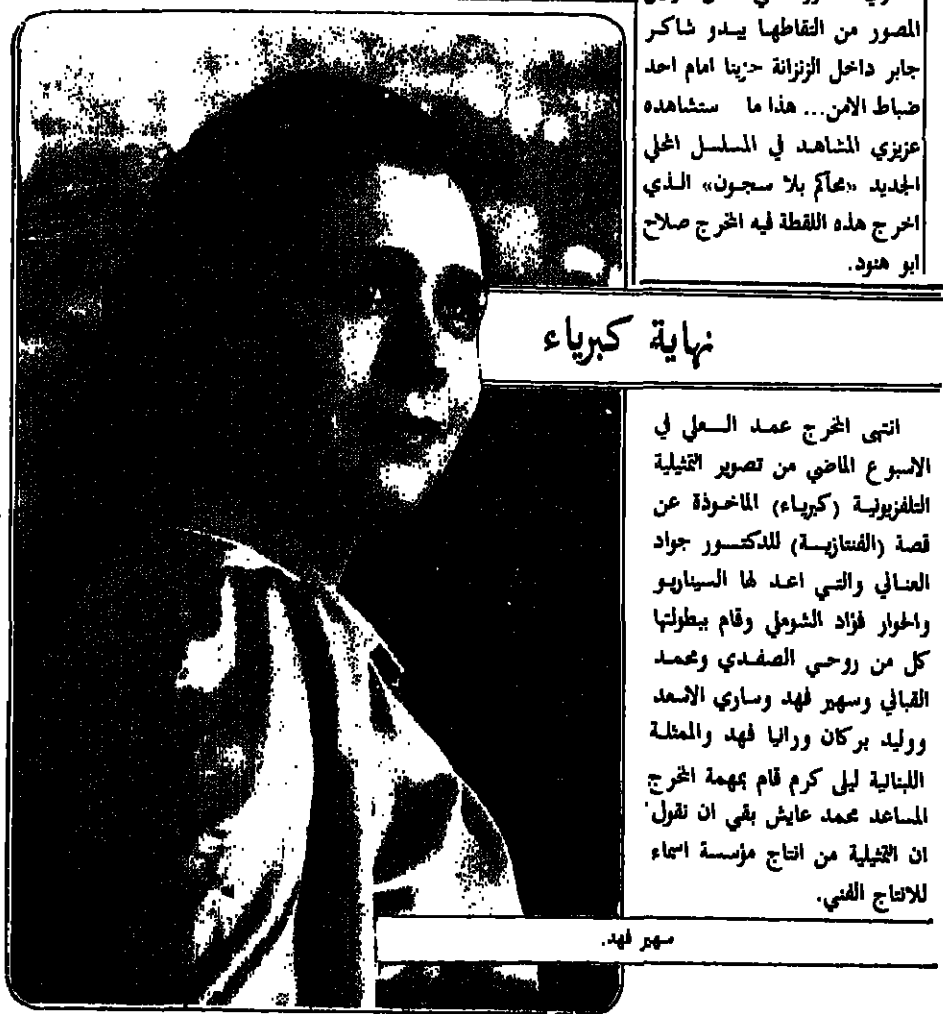 المصور من التقاطها يبدو شاكر
جابر داخل الزنزانة حزينا امام احد
ضباط الامن... هذا ما ستشاهده
عزيزي المشاهد في المسلسل المحلي
الجديد «محاكم بلا سجون» الذي
اخرج هذه اللقطة فيه المخرج صلاح
ابو هنود.
نهاية كبرياء
انتهى المخرج محمد العلي في
الاسبوع الماضي من تصوير التمثيلية
التلفزيونية (كبرياء) الماخوذة عن
قصة (الفنتازية) للدكتور جواد
العناني والتي اعد لها السيناريو
والحوار فؤاد الشوملي وقام ببطولتها
كل من روحي الصفدي ومحمد
القباني وسهير فهد وساري الاسعد
ووليد بركان ورانيا فهد والممثلة
اللبنانية ليلى كرم قام بمهمة المخرج
المساعد محمد عايش بقي ان نقول
ان التمثيلية من انتاج مؤسسة اسماء
للانتاج الفني.
سهير فهد.